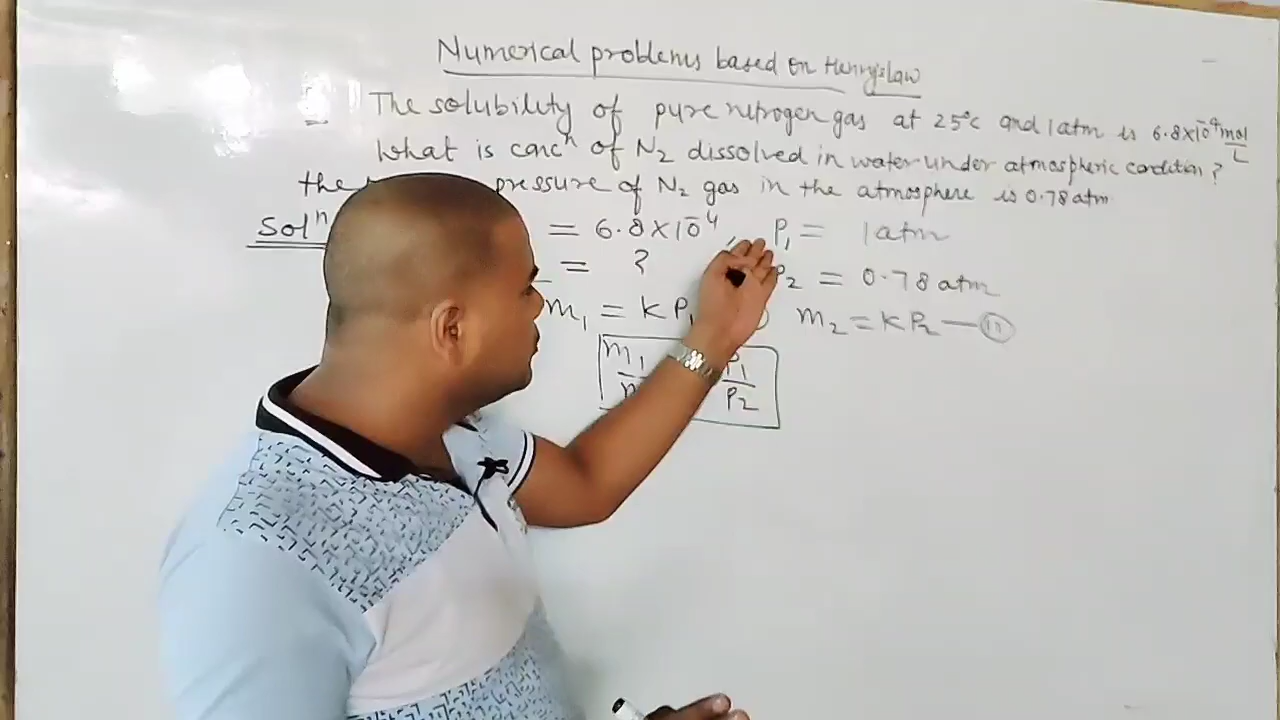 Numerical problems based on Henry's law
The solubility of pure nitrogen gas at 25°C and 1 atm is 6.8×10⁻⁴ mol/L
What is concⁿ of N₂ dissolved in water under atmospheric condition?
the pressure of N₂ gas in the atmosphere is 0.78 atm
Solⁿ = 6.8×10⁻⁴, P₁ = 1 atm
= ? P₂ = 0.78 atm
m₁ = KP₁ m₂ = KP₂ — (II)
m₁ P₁
P₂